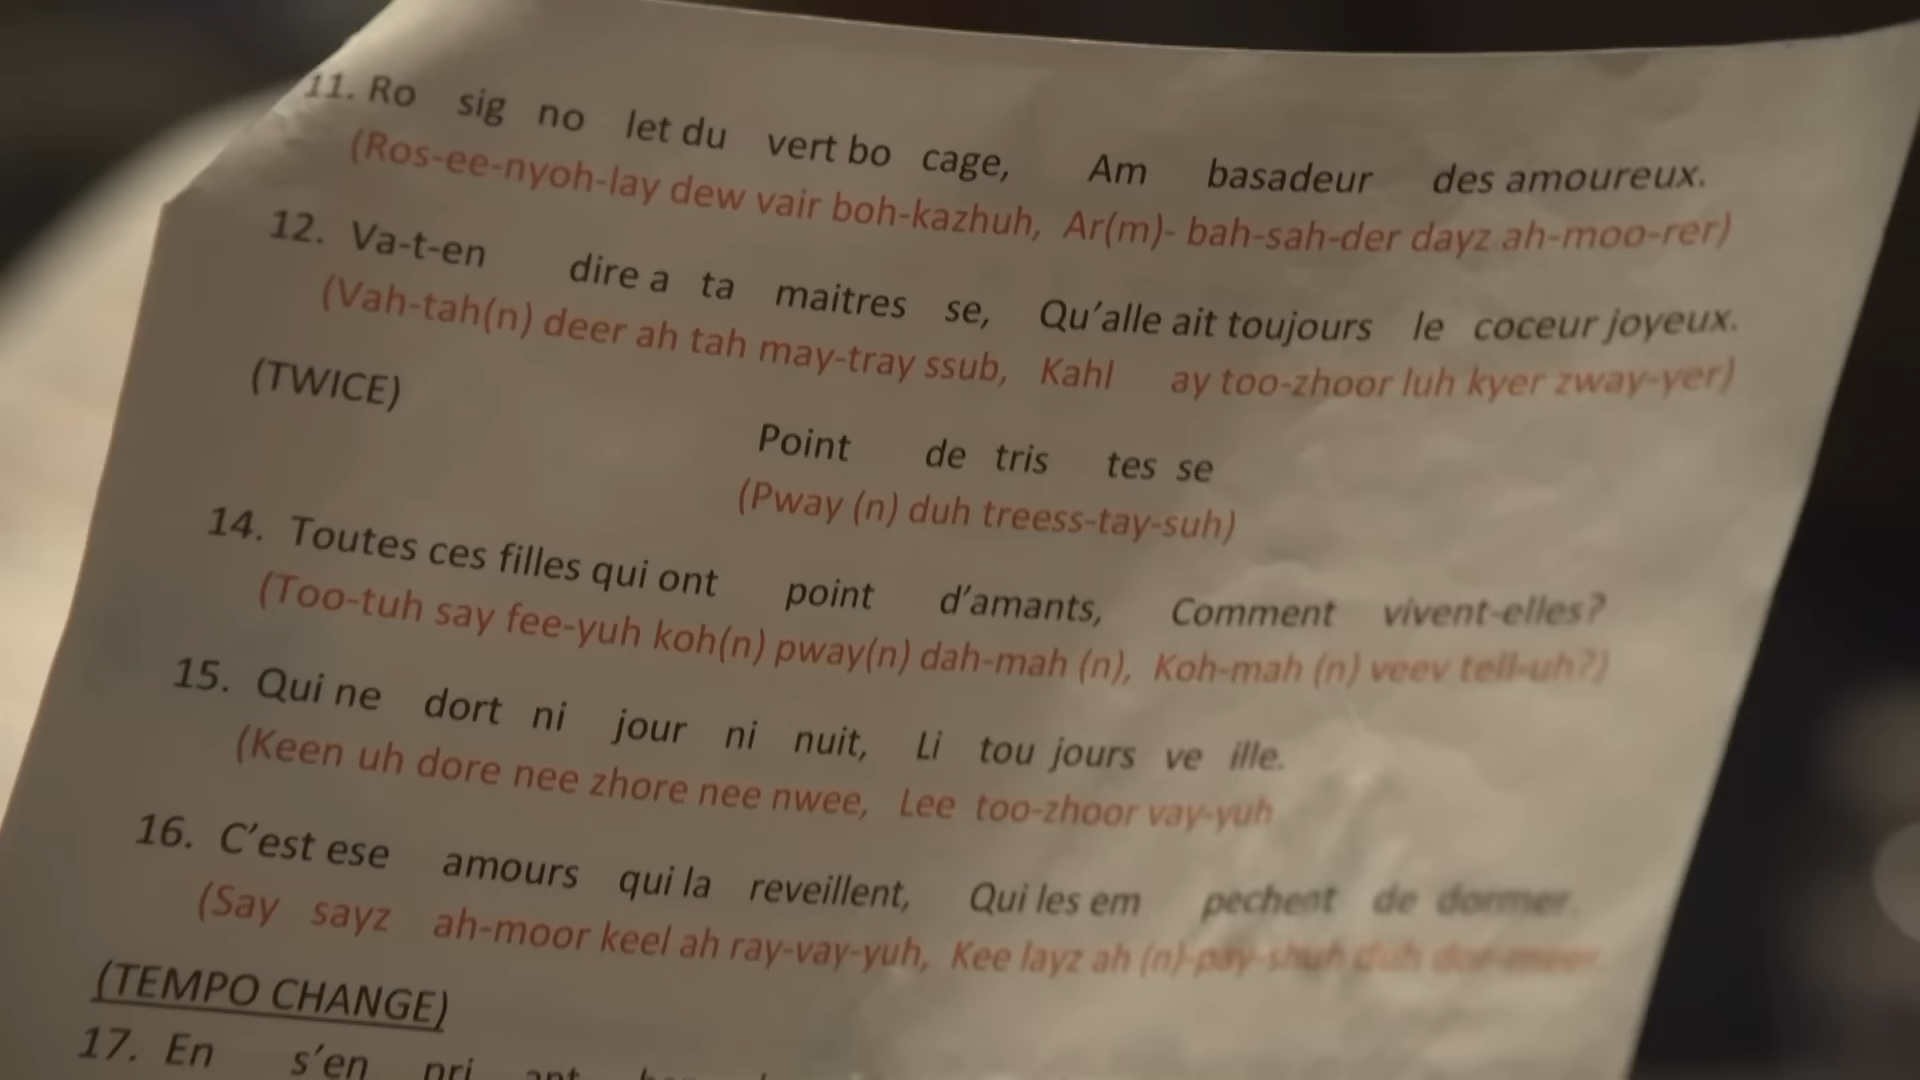 11. Ro sig no let du vert bo cage, Am basadeur des amoureux.
(Ros-ee-nyoh-lay dew vair boh-kazhuh, Ar(m)- bah-sah-der dayz ah-moo-rer)
12. Va-t-en dire a ta maitres se, Qu'alle ait toujours le coceur joyeux.
(Vah-tah(n) deer ah tah may-tray ssub, Kahl ay too-zhoor luh kyer zway-yer)
(TWICE)
Point de tris tes se
(Pway (n) duh treess-tay-suh)
14. Toutes ces filles qui ont point d'amants, Comment vivent-elles?
(Too-tuh say fee-yuh koh(n) pway(n) dah-mah (n), Koh-mah (n) veev tell-uh?)
15. Qui ne dort ni jour ni nuit, Li tou jours ve ille.
(Keen uh dore nee zhore nee nwee, Lee too-zhoor vay-yuh
16. C'est ese amours qui la reveillent, Qui les em pechent de dormer.
(Say sayz ah-moor keel ah ray-vay-yuh, Kee layz ah (n)-pay-shuh duh dor-meer
(TEMPO CHANGE)
17. En s'en pri ant